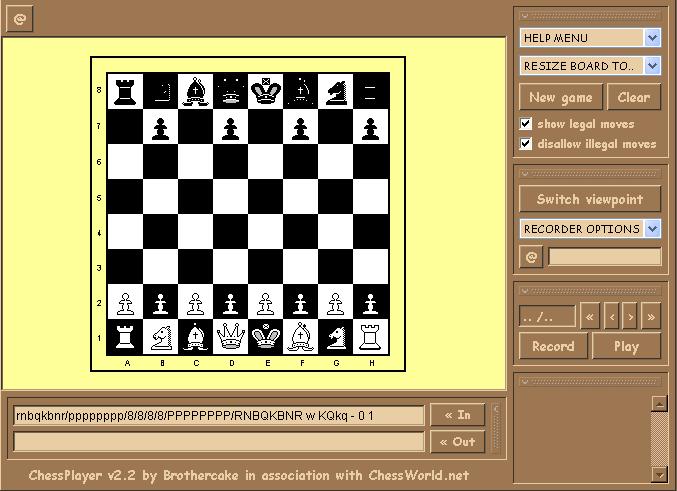 @
HELP MENU
RESIZE BOARD TO..
New game Clear
show legal moves
disallow illegal moves
Switch viewpoint
RECORDER OPTIONS
@
.. /..
« ‹ › »
Record Play
8
7
6
5
4
3
2
1
A B C D E F G H
rnbqkbnr/pppppppp/8/8/8/8/PPPPPPPP/RNBQKBNR w KQkq - 0 1
« In
« Out
ChessPlayer v2.2 by Brothercake in association with ChessWorld.net